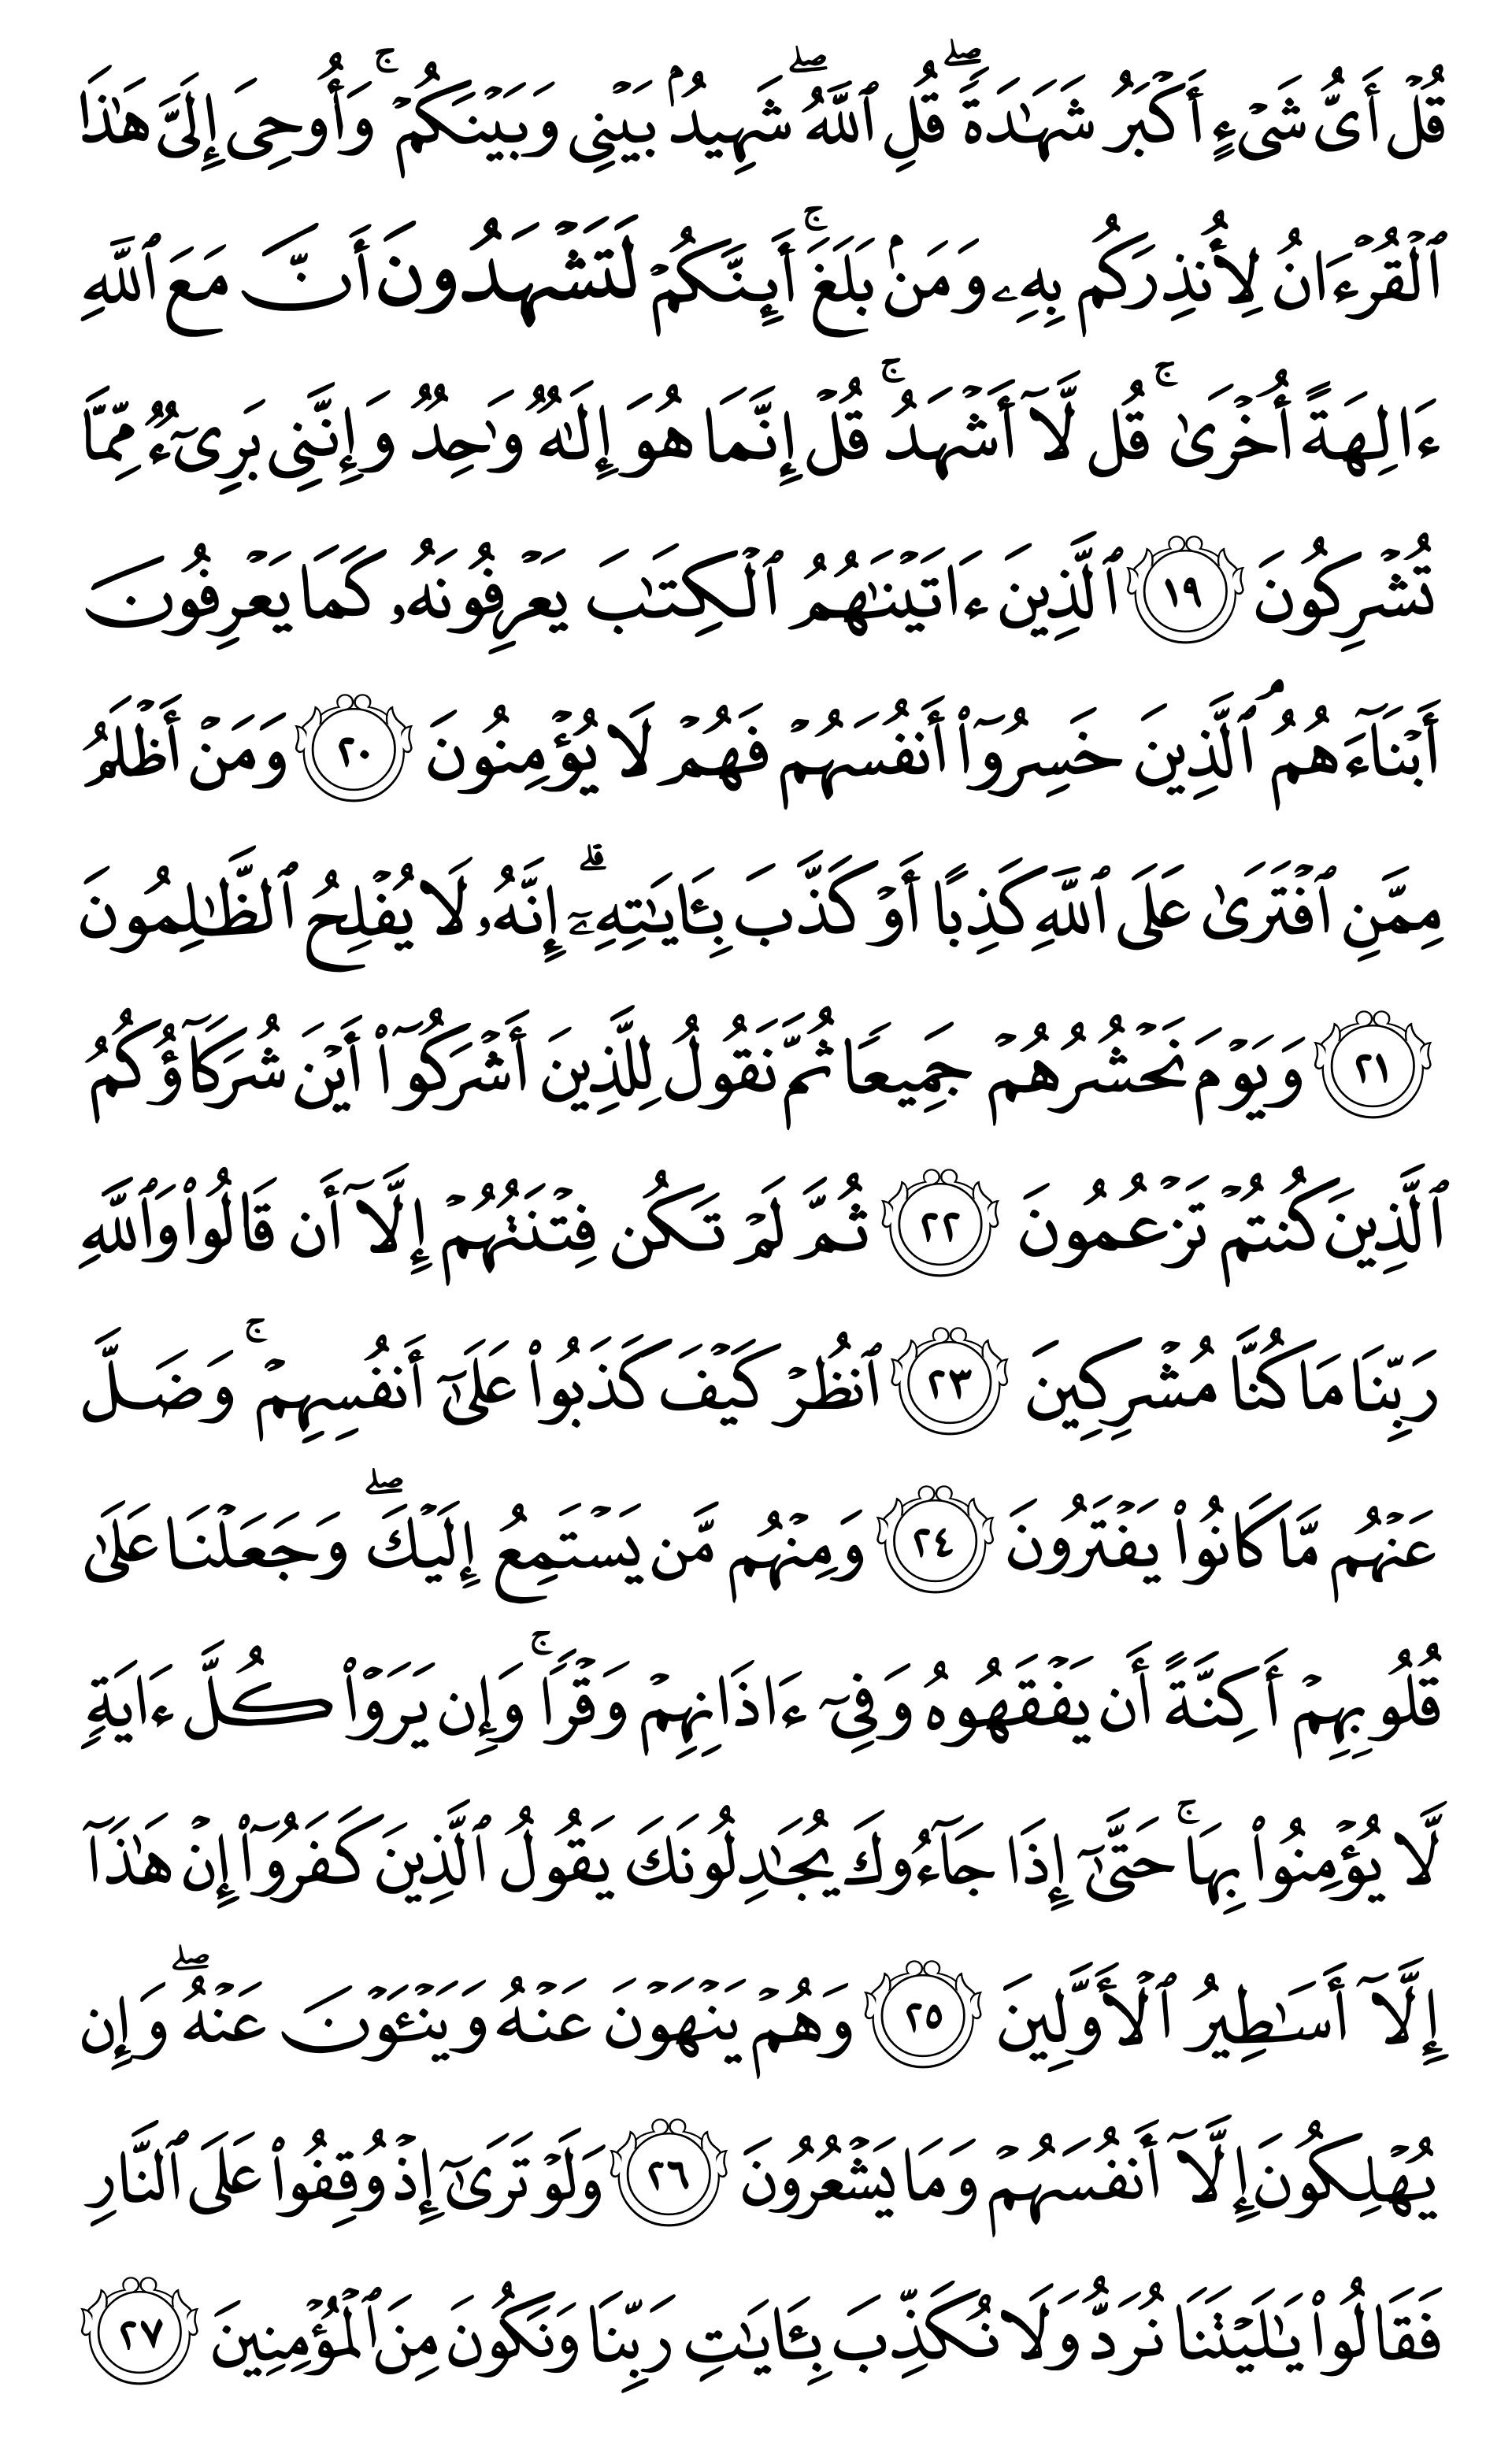 قُلۡ أَىُّ شَىۡءٍ أَكۡبَرُ شَهَٰدَةٗۖ قُلِ ٱللَّهُۖ شَهِيدُۢ بَيۡنِى وَبَيۡنَكُمۡۚ وَأُوحِىَ إِلَىَّ هَٰذَا
ٱلۡقُرۡءَانُ لِأُنذِرَكُم بِهِۦ وَمَنۢ بَلَغَۚ أَئِنَّكُمۡ لَتَشۡهَدُونَ أَنَّ مَعَ ٱللَّهِ
ءَالِهَةً أُخۡرَىٰۚ قُل لَّآ أَشۡهَدُۚ قُلۡ إِنَّمَا هُوَ إِلَٰهٞ وَٰحِدٞ وَإِنَّنِى بَرِىٓءٞ مِّمَّا
تُشۡرِكُونَ ١٩ ٱلَّذِينَ ءَاتَيۡنَٰهُمُ ٱلۡكِتَٰبَ يَعۡرِفُونَهُۥ كَمَا يَعۡرِفُونَ
أَبۡنَآءَهُمُۘ ٱلَّذِينَ خَسِرُوٓاْ أَنفُسَهُمۡ فَهُمۡ لَا يُؤۡمِنُونَ ٢٠ وَمَنۡ أَظۡلَمُ
مِمَّنِ ٱفۡتَرَىٰ عَلَى ٱللَّهِ كَذِبًا أَوۡ كَذَّبَ بِـَٔايَٰتِهِۦٓۗ إِنَّهُۥ لَا يُفۡلِحُ ٱلظَّٰلِمُونَ
٢١ وَيَوۡمَ نَحۡشُرُهُمۡ جَمِيعٗا ثُمَّ نَقُولُ لِلَّذِينَ أَشۡرَكُوٓاْ أَيۡنَ شُرَكَآؤُكُمُ
ٱلَّذِينَ كُنتُمۡ تَزۡعُمُونَ ٢٢ ثُمَّ لَمۡ تَكُن فِتۡنَتُهُمۡ إِلَّآ أَن قَالُواْ وَٱللَّهِ
رَبِّنَا مَا كُنَّا مُشۡرِكِينَ ٢٣ ٱنظُرۡ كَيۡفَ كَذَبُواْ عَلَىٰٓ أَنفُسِهِمۡۚ وَضَلَّ
عَنۡهُم مَّا كَانُواْ يَفۡتَرُونَ ٢٤ وَمِنۡهُم مَّن يَسۡتَمِعُ إِلَيۡكَۖ وَجَعَلۡنَا عَلَىٰ
قُلُوبِهِمۡ أَكِنَّةً أَن يَفۡقَهُوهُ وَفِىٓ ءَاذَانِهِمۡ وَقۡرٗاۚ وَإِن يَرَوۡاْ كُلَّ ءَايَةٖ
لَّا يُؤۡمِنُواْ بِهَاۚ حَتَّىٰٓ إِذَا جَآءُوكَ يُجَٰدِلُونَكَ يَقُولُ ٱلَّذِينَ كَفَرُوٓاْ إِنۡ هَٰذَآ
إِلَّآ أَسَٰطِيرُ ٱلۡأَوَّلِينَ ٢٥ وَهُمۡ يَنۡهَوۡنَ عَنۡهُ وَيَنۡـَٔوۡنَ عَنۡهُۖ وَإِن
يُهۡلِكُونَ إِلَّآ أَنفُسَهُمۡ وَمَا يَشۡعُرُونَ ٢٦ وَلَوۡ تَرَىٰٓ إِذۡ وُقِفُواْ عَلَى ٱلنَّارِ
فَقَالُواْ يَٰلَيۡتَنَا نُرَدُّ وَلَا نُكَذِّبَ بِـَٔايَٰتِ رَبِّنَا وَنَكُونَ مِنَ ٱلۡمُؤۡمِنِينَ ٢٧